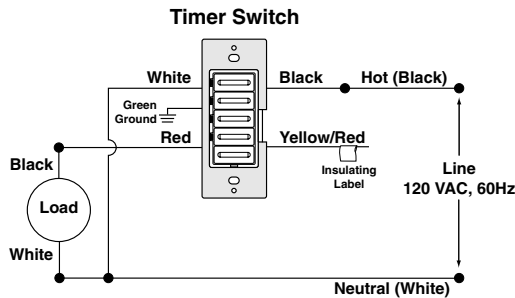 Timer Switch
White
Black
Hot (Black)
Green
Ground
Red
Yellow/Red
Insulating
Label
Black
Load
White
Line
120 VAC, 60Hz
Neutral (White)